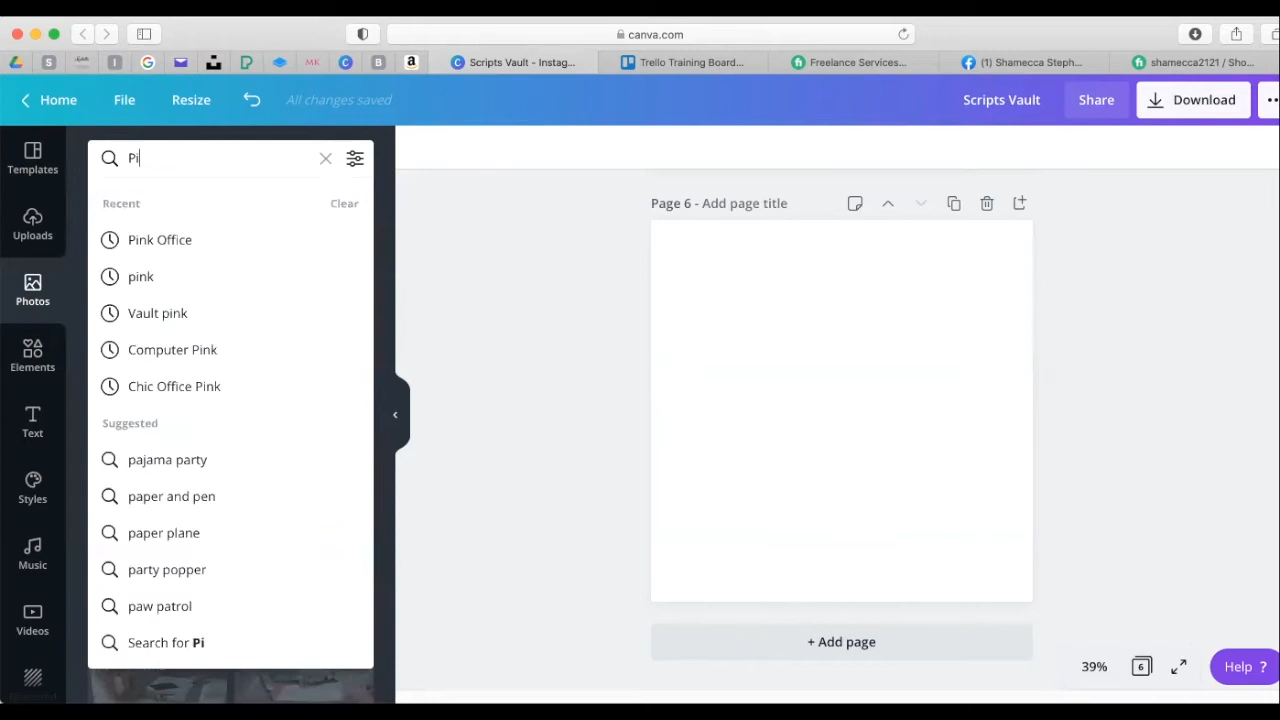 canva.com
S
I
G
P
MK
C
B
a
Scripts Vault - Instag...
Trello Training Board...
Freelance Services...
(1) Shamecca Steph...
shamecca2121 / Sho...
Home
File
Resize
All changes saved
Scripts Vault
Share
Download
Templates
Uploads
Photos
Elements
Text
Styles
Music
Videos
Pi
Recent
Clear
Pink Office
pink
Vault pink
Computer Pink
Chic Office Pink
Suggested
pajama party
paper and pen
paper plane
party popper
paw patrol
Search for Pi
Page 6 - Add page title
+ Add page
39%
6
Help ?